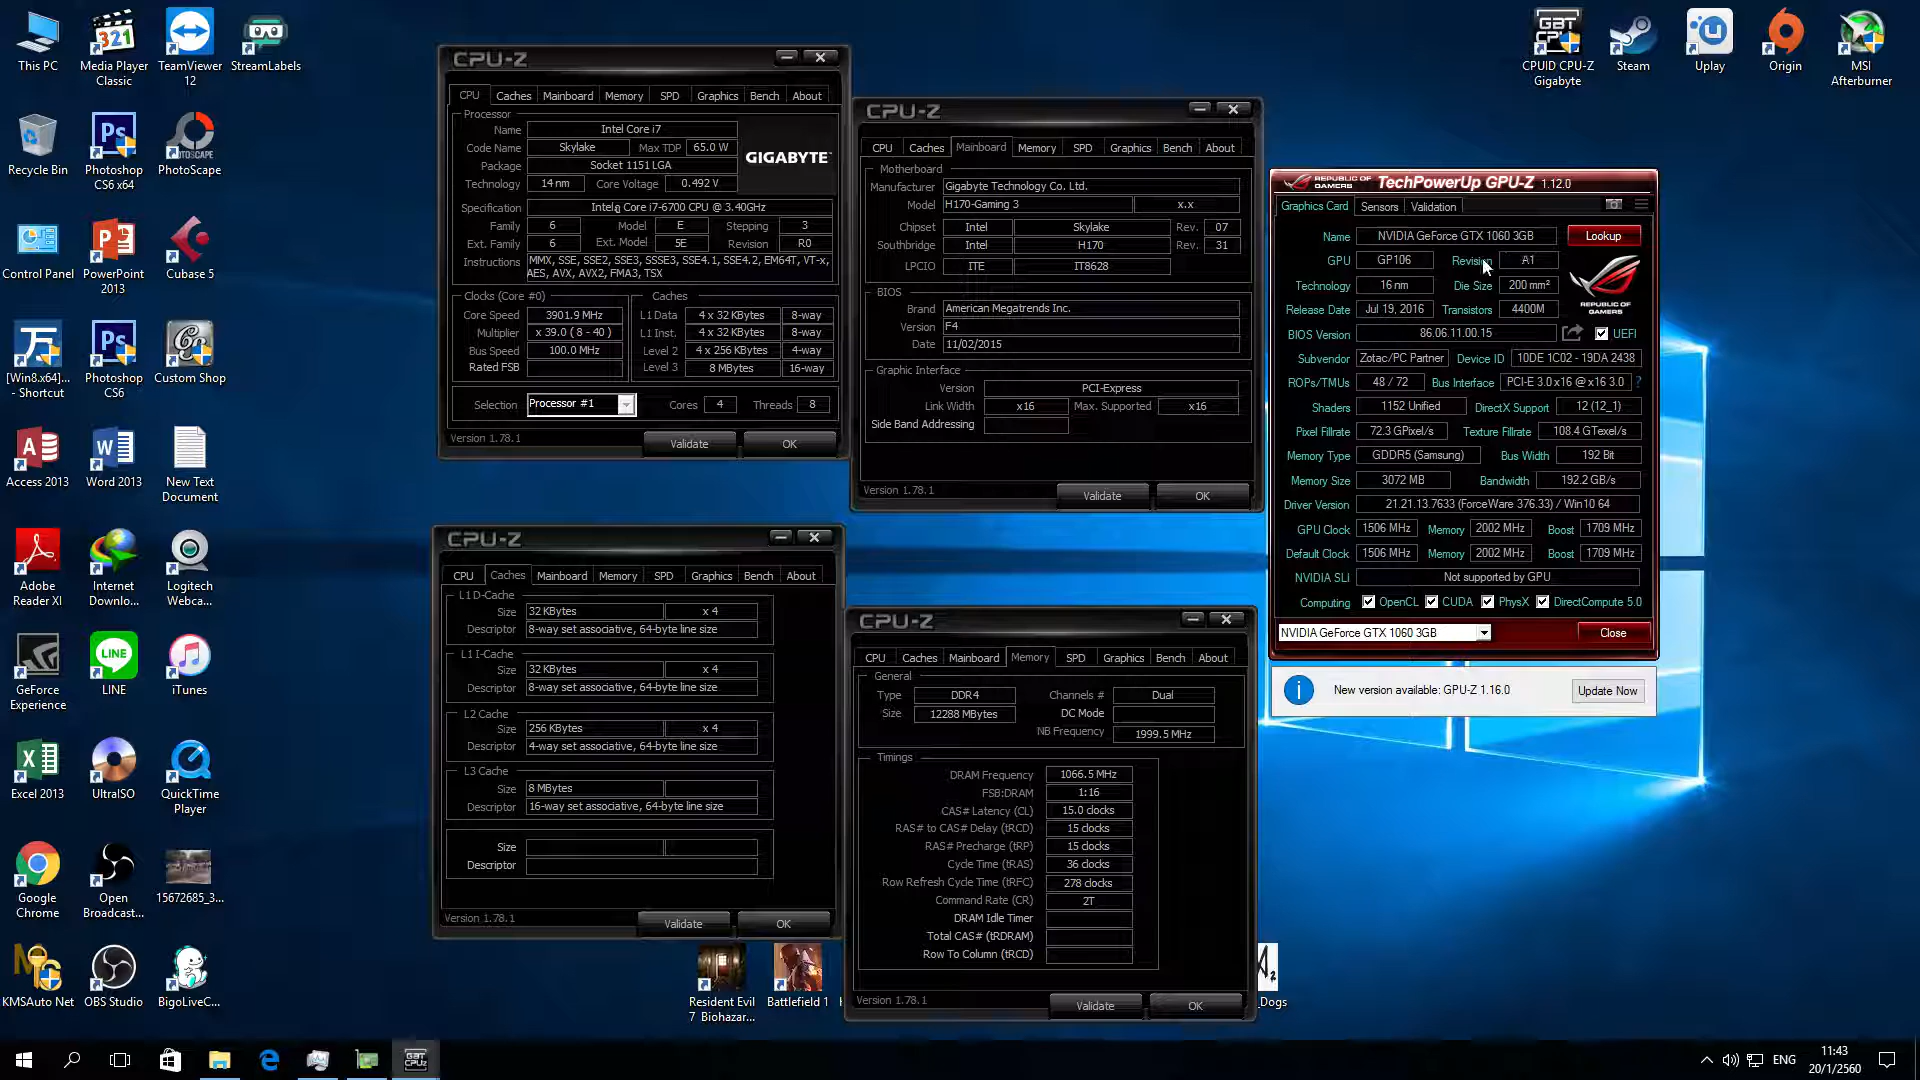 This PC
Media Player Classic
TeamViewer 12
StreamLabels
Recycle Bin
Photoshop CS6 x64
PhotoScape
Control Panel
PowerPoint 2013
Cubase 5
[Win8.x64]... - Shortcut
Photoshop CS6
Custom Shop
Access 2013
Word 2013
New Text Document
Adobe Reader XI
Internet Downlo...
Logitech Webca...
GeForce Experience
LINE
iTunes
Excel 2013
UltraISO
QuickTime Player
Google Chrome
Open Broadcast...
15672685_3...
KMSAuto Net
OBS Studio
BigoLiveC...
CPU-Z
CPU Caches Mainboard Memory SPD Graphics Bench About
Processor
Name Intel Core i7
Code Name Skylake Max TDP 65.0 W
Package Socket 1151 LGA
GIGABYTE
Technology 14 nm Core Voltage 0.492 V
Specification Intel® Core i7-6700 CPU @ 3.40GHz
Family 6 Model E Stepping 3
Ext. Family 6 Ext. Model 5E Revision R0
Instructions MMX, SSE, SSE2, SSE3, SSSE3, SSE4.1, SSE4.2, EM64T, VT-x,
AES, AVX, AVX2, FMA3, TSX
Clocks (Core #0) Caches
Core Speed 3901.9 MHz L1 Data 4 x 32 KBytes 8-way
Multiplier x 39.0 ( 8 - 40 ) L1 Inst. 4 x 32 KBytes 8-way
Bus Speed 100.0 MHz Level 2 4 x 256 KBytes 4-way
Rated FSB Level 3 8 MBytes 16-way
Selection Processor #1 Cores 4 Threads 8
Version 1.78.1 Validate OK
CPU-Z
CPU Caches Mainboard Memory SPD Graphics Bench About
Motherboard
Manufacturer Gigabyte Technology Co. Ltd.
Model H170-Gaming 3 x.x
Chipset Intel Skylake Rev. 07
Southbridge Intel H170 Rev. 31
LPCIO ITE IT8628
BIOS
Brand American Megatrends Inc.
Version F4
Date 11/02/2015
Graphic Interface
Version PCI-Express
Link Width x16 Max. Supported x16
Side Band Addressing
Version 1.78.1 Validate OK
CPU-Z
CPU Caches Mainboard Memory SPD Graphics Bench About
L1 D-Cache
Size 32 KBytes x 4
Descriptor 8-way set associative, 64-byte line size
L1 I-Cache
Size 32 KBytes x 4
Descriptor 8-way set associative, 64-byte line size
L2 Cache
Size 256 KBytes x 4
Descriptor 4-way set associative, 64-byte line size
L3 Cache
Size 8 MBytes
Descriptor 16-way set associative, 64-byte line size
Size
Descriptor
Version 1.78.1 Validate OK
CPU-Z
CPU Caches Mainboard Memory SPD Graphics Bench About
General
Type DDR4 Channels # Dual
Size 12288 MBytes DC Mode
NB Frequency 1999.5 MHz
Timings
DRAM Frequency 1066.5 MHz
FSB:DRAM 1:16
CAS# Latency (CL) 15.0 clocks
RAS# to CAS# Delay (tRCD) 15 clocks
RAS# Precharge (tRP) 15 clocks
Cycle Time (tRAS) 36 clocks
Row Refresh Cycle Time (tRFC) 278 clocks
Command Rate (CR) 2T
DRAM Idle Timer
Total CAS# (tRDRAM)
Row To Column (tRCD)
Version 1.78.1 Validate OK
CPUID CPU-Z Gigabyte
Steam
Uplay
Origin
MSI Afterburner
REPUBLIC OF GAMERS TechPowerUp GPU-Z 1.12.0
Graphics Card Sensors Validation
Name NVIDIA GeForce GTX 1060 3GB Lookup
GPU GP106 Revision A1
Technology 16 nm Die Size 200 mm²
REPUBLIC OF GAMERS
Release Date Jul 19, 2016 Transistors 4400M
BIOS Version 86.06.11.00.15 UEFI
Subvendor Zotac/PC Partner Device ID 10DE 1C02 - 19DA 2438
ROPs/TMUs 48 / 72 Bus Interface PCI-E 3.0 x16 @ x16 3.0 ?
Shaders 1152 Unified DirectX Support 12 (12_1)
Pixel Fillrate 72.3 GPixel/s Texture Fillrate 108.4 GTexel/s
Memory Type GDDR5 (Samsung) Bus Width 192 Bit
Memory Size 3072 MB Bandwidth 192.2 GB/s
Driver Version 21.21.13.7633 (ForceWare 376.33) / Win10 64
GPU Clock 1506 MHz Memory 2002 MHz Boost 1709 MHz
Default Clock 1506 MHz Memory 2002 MHz Boost 1709 MHz
NVIDIA SLI Not supported by GPU
Computing OpenCL CUDA PhysX DirectCompute 5.0
NVIDIA GeForce GTX 1060 3GB Close
New version available: GPU-Z 1.16.0 Update Now
Resident Evil 7 Biohazar...
Battlefield 1
_Dogs
ENG
11:43
20/1/2560